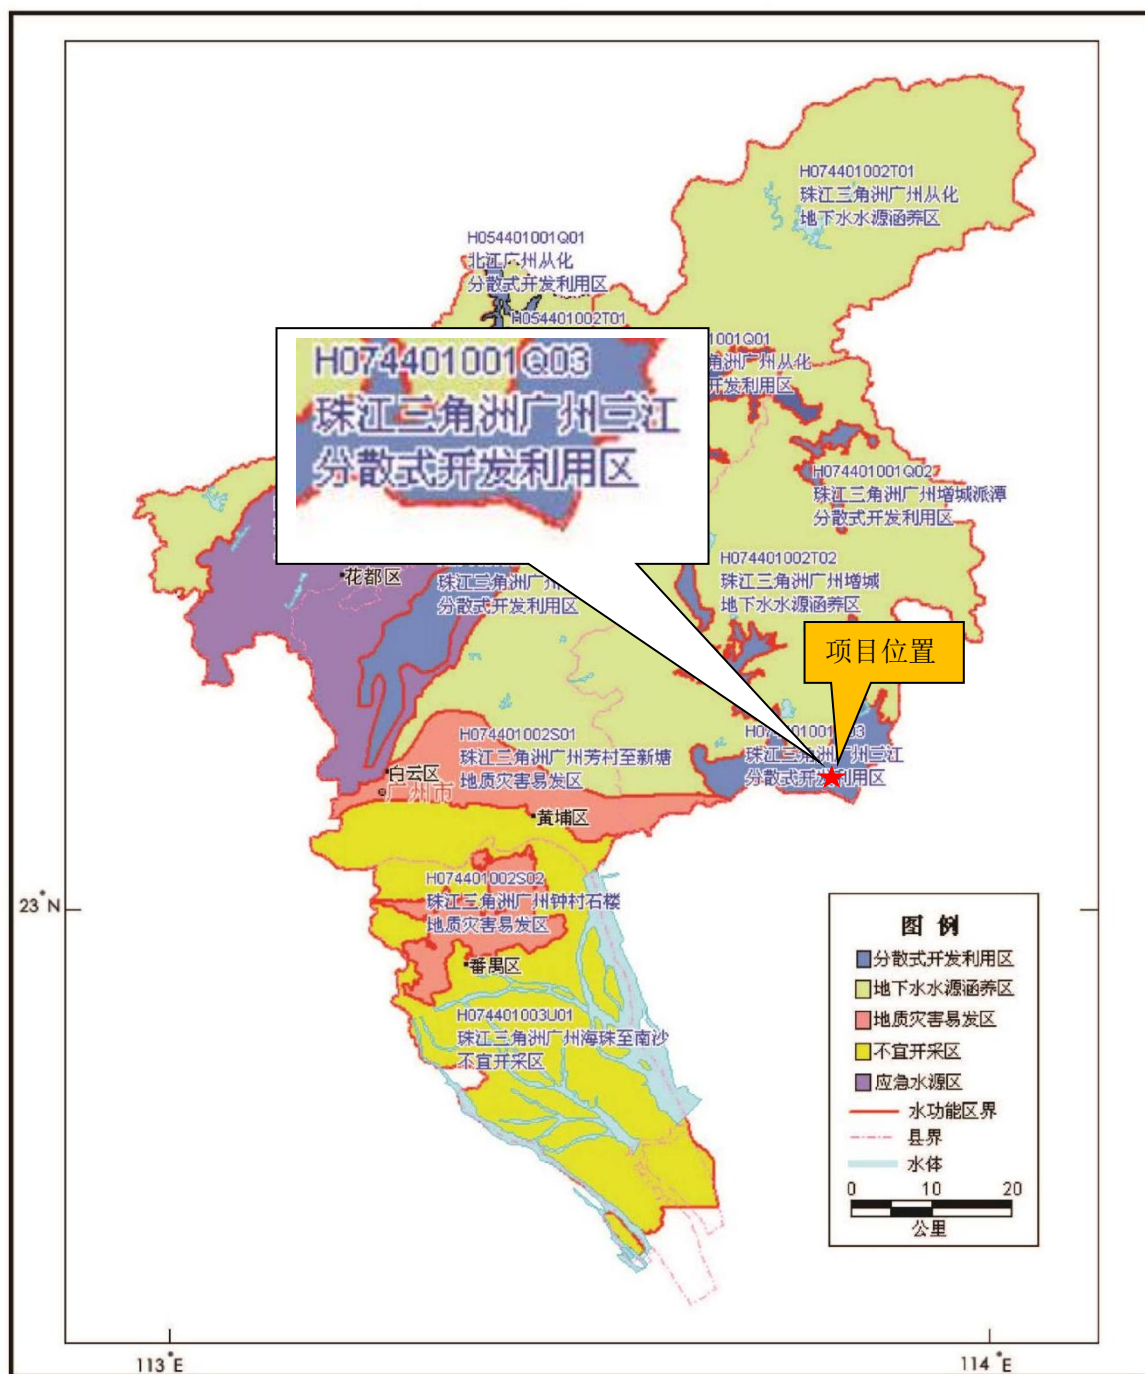 H074401002T01
珠江三角洲广州从化
地下水水源涵养区
H054401001Q01
北江广州从化
分散式开发利用区
H054401002T01
H074401001Q03
珠江三角洲广州三江
分散式开发利用区
1001Q01
角洲广州从化
开发利用区
H074401001Q02
珠江三角洲广州增城派潭
分散式开发利用区
H074401002T02
珠江三角洲广州增城
地下水水源涵养区
花都区
珠江三角洲广州
分散式开发利用区
项目位置
H074401001 03
珠江三角洲广州三江
分散式开发利用区
H074401002S01
珠江三角洲广州芳村至新塘
地质灾害易发区
白云区
广州市
黄埔区
H074401002S02
珠江三角洲广州钟村石楼
地质灾害易发区
番禺区
H074401003U01
珠江三角洲广州海珠至南沙
不宜开采区
23°N
图 例
分散式开发利用区
地下水水源涵养区
地质灾害易发区
不宜开采区
应急水源区
水功能区界
县界
水体
0 10 20
公里
113°E
114°E